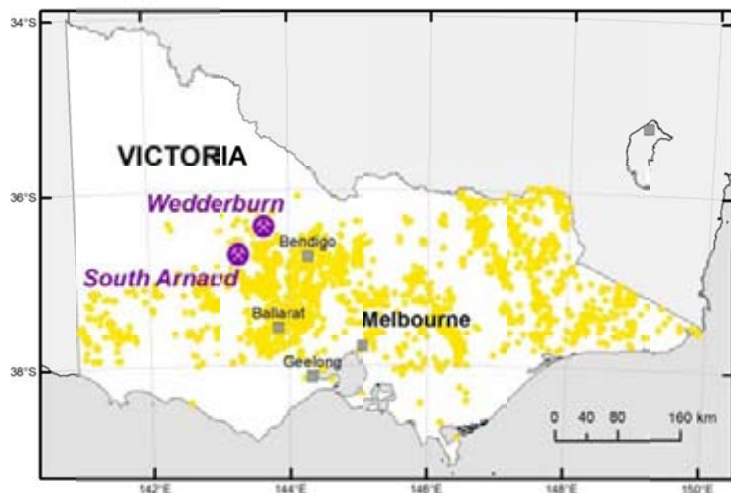 34°S
VICTORIA
36°S
Wedderburn
Bendigo
South Arnaud
Ballarat
Melbourne
Geelong
38°S
0 40 80 160 km
142°E 144°E 146°E 148°E 150°E